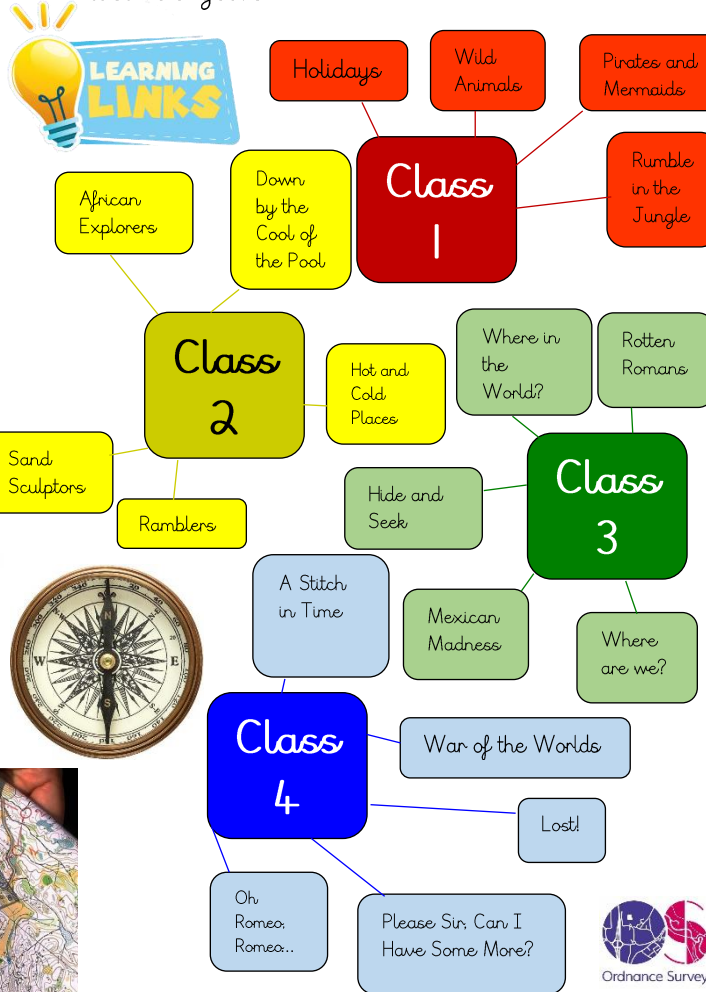 LEARNING
LINKS
Holidays
Wild
Animals
Pirates and
Mermaids
Rumble
in the
Jungle
Class
1
African
Explorers
Down
by the
Cool of
the Pool
Class
2
Hot and
Cold
Places
Sand
Sculptors
Ramblers
Where in
the
World?
Rotten
Romans
Class
3
Hide and
Seek
Mexican
Madness
Where
are we?
A Stitch
in Time
N
W
E
S
Class
4
War of the Worlds
Lost!
Oh
Romeo,
Romeo...
Please Sir, Can I
Have Some More?
OS
Ordnance Survey